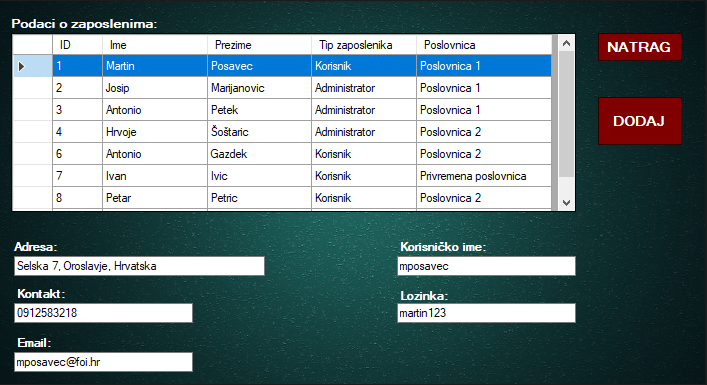 Podaci o zaposlenima:
ID Ime Prezime Tip zaposlenika Poslovnica
1 Martin Posavec Korisnik Poslovnica 1
2 Josip Marijanovic Administrator Poslovnica 1
3 Antonio Petek Administrator Poslovnica 1
4 Hrvoje Šoštaric Administrator Poslovnica 2
6 Antonio Gazdek Korisnik Poslovnica 2
7 Ivan Ivic Korisnik Privremena poslovnica
8 Petar Petric Korisnik Poslovnica 2
NATRAG
DODAJ
Adresa:
Selska 7, Oroslavje, Hrvatska
Kontakt:
0912583218
Email:
mposavec@foi.hr
Korisničko ime:
mposavec
Lozinka:
martin123